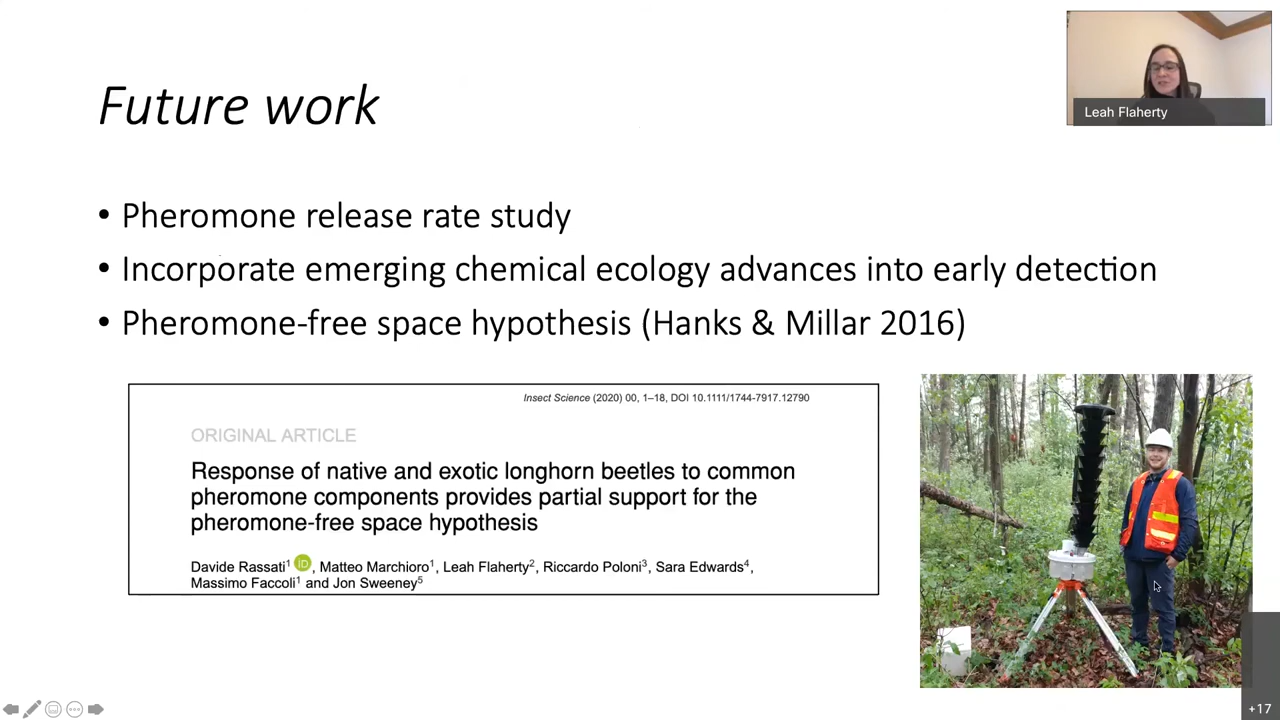 Future work
Leah Flaherty
• Pheromone release rate study
• Incorporate emerging chemical ecology advances into early detection
• Pheromone-free space hypothesis (Hanks & Millar 2016)
Insect Science (2020) 00, 1–18, DOI 10.1111/1744-7917.12790
ORIGINAL ARTICLE
Response of native and exotic longhorn beetles to common
pheromone components provides partial support for the
pheromone-free space hypothesis
Davide Rassati1 iD, Matteo Marchioro1, Leah Flaherty2, Riccardo Poloni3, Sara Edwards4,
Massimo Faccoli1 and Jon Sweeney5
+17